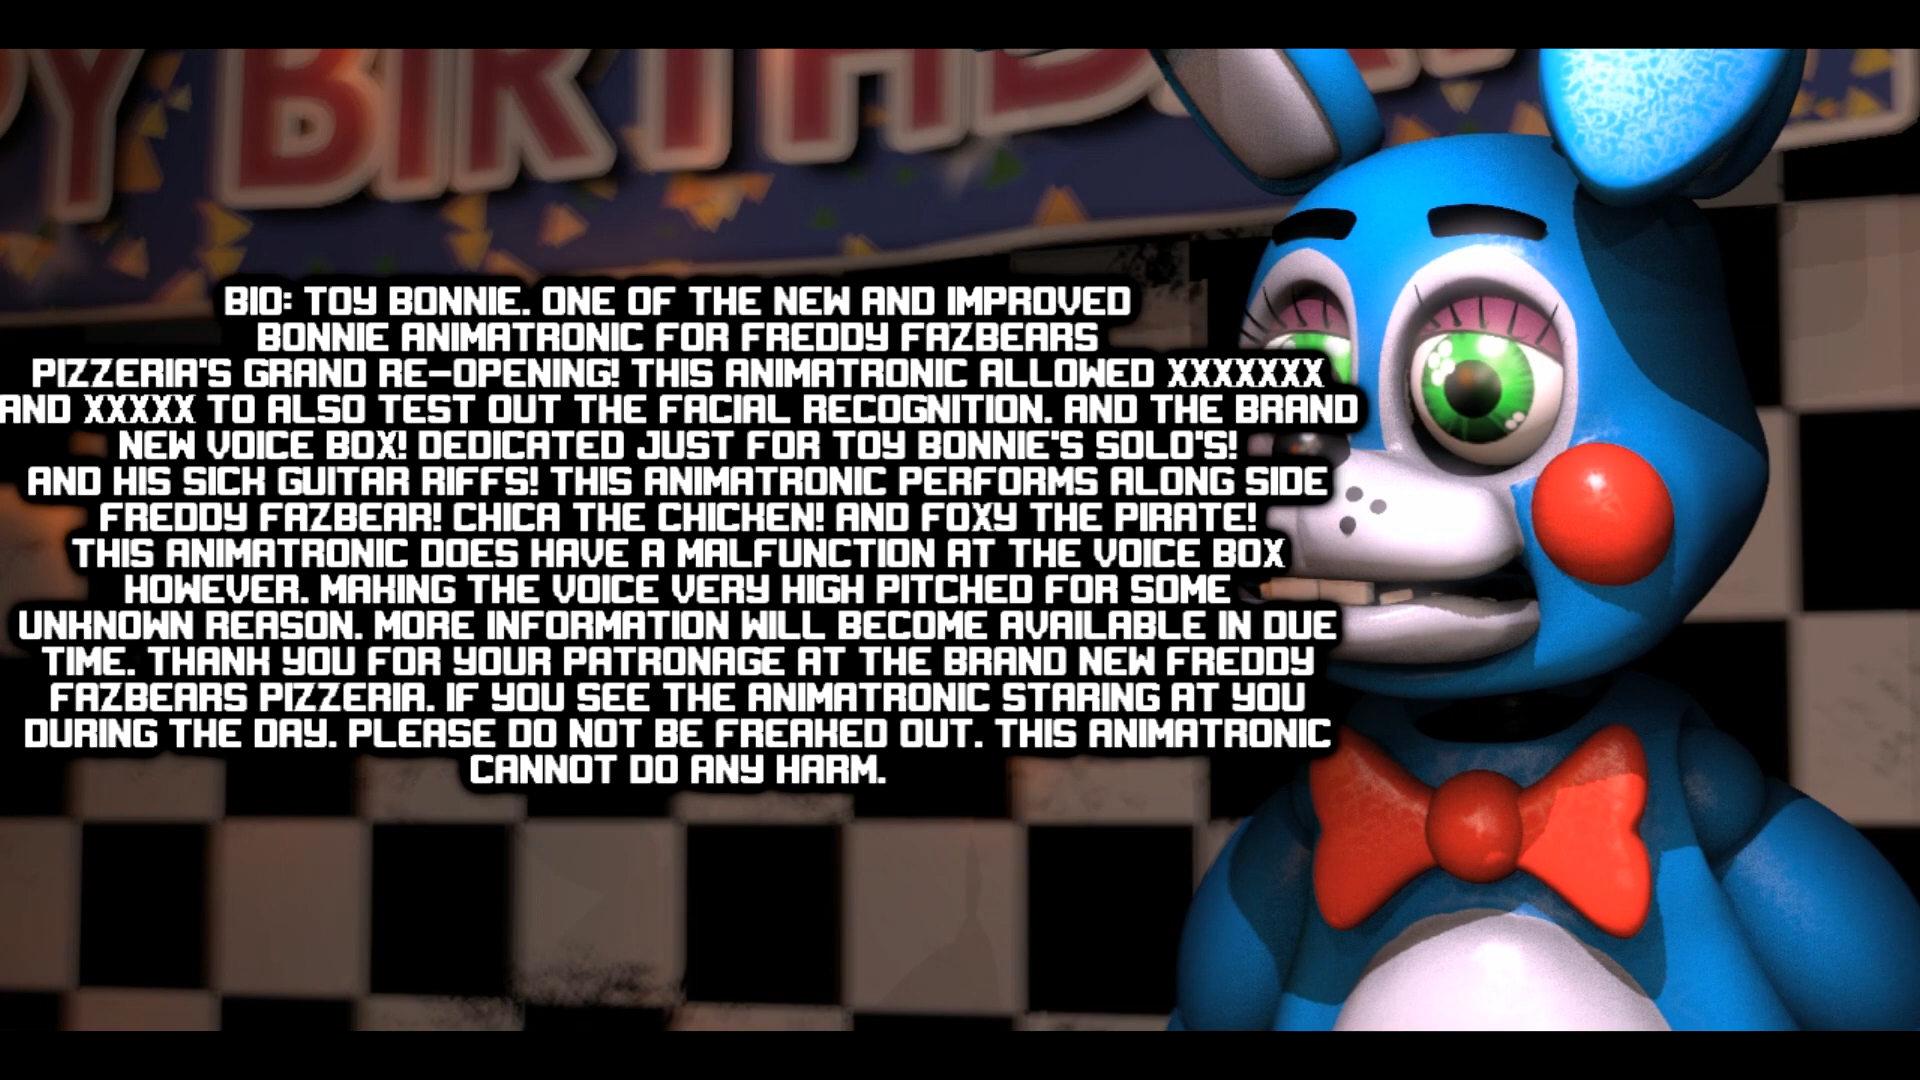 Y BIRTHDA
BIO: TOY BONNIE. ONE OF THE NEW AND IMPROVED
BONNIE ANIMATRONIC FOR FREDDY FAZBEARS
PIZZERIA'S GRAND RE-OPENING! THIS ANIMATRONIC ALLOWED XXXXXXX
AND XXXXX TO ALSO TEST OUT THE FACIAL RECOGNITION. AND THE BRAND
NEW VOICE BOX! DEDICATED JUST FOR TOY BONNIE'S SOLO'S!
AND HIS SICK GUITAR RIFFS! THIS ANIMATRONIC PERFORMS ALONG SIDE
FREDDY FAZBEAR! CHICA THE CHICKEN! AND FOXY THE PIRATE!
THIS ANIMATRONIC DOES HAVE A MALFUNCTION AT THE VOICE BOX
HOWEVER. MAKING THE VOICE VERY HIGH PITCHED FOR SOME
UNKNOWN REASON. MORE INFORMATION WILL BECOME AVAILABLE IN DUE
TIME. THANK YOU FOR YOUR PATRONAGE AT THE BRAND NEW FREDDY
FAZBEARS PIZZERIA. IF YOU SEE THE ANIMATRONIC STARING AT YOU
DURING THE DAY. PLEASE DO NOT BE FREAKED OUT. THIS ANIMATRONIC
CANNOT DO ANY HARM.